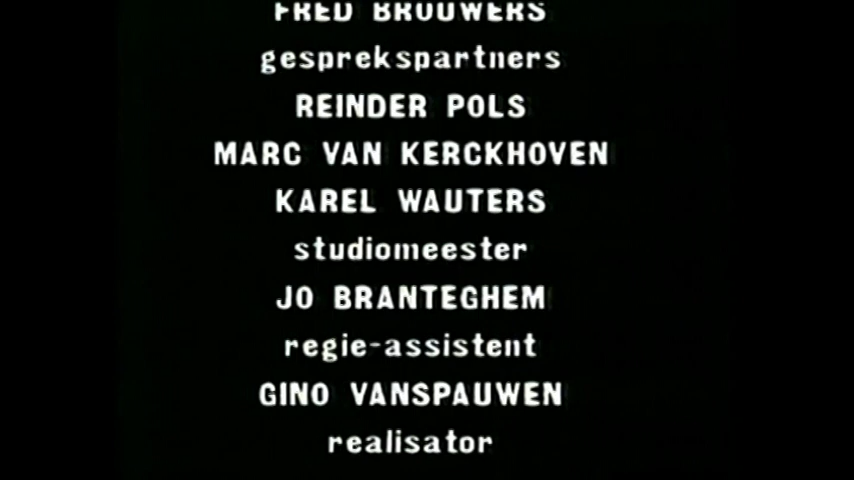 FRED BROUWERS
gesprekspartners
REINDER POLS
MARC VAN KERCKHOVEN
KAREL WAUTERS
studiomeester
JO BRANTEGHEM
regie-assistent
GINO VANSPAUWEN
realisator